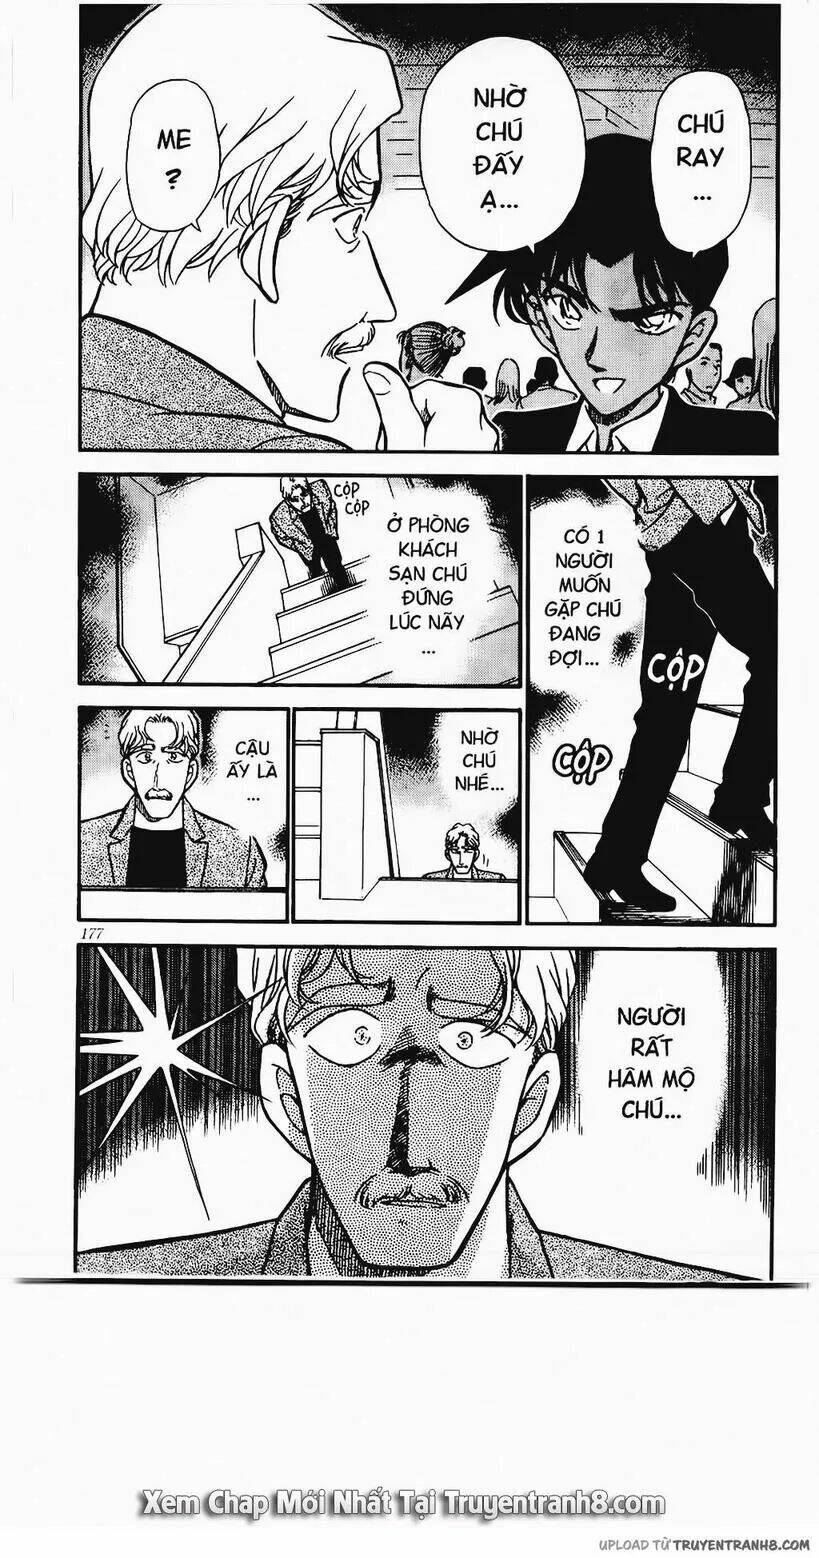 CHÚ
RAY
...
NHỜ
CHÚ
ĐẤY
Ạ...
ME
?
CÓ 1
NGƯỜI
MUỐN
GẶP CHÚ
ĐANG
ĐỢI...
CỘP
CỘP
Ở PHÒNG
KHÁCH
SẠN CHÚ
ĐỨNG
LÚC NÃY
...
CỘP
CỘP
NHỜ
CHÚ
NHÉ...
CẬU
ẤY LÀ
...
177
NGƯỜI
RẤT
HÂM MỘ
CHÚ...
Xem Chap Mới Nhất Tại Truyentranh8.com
UPLOAD TỪ TRUYENTRANH8.COM